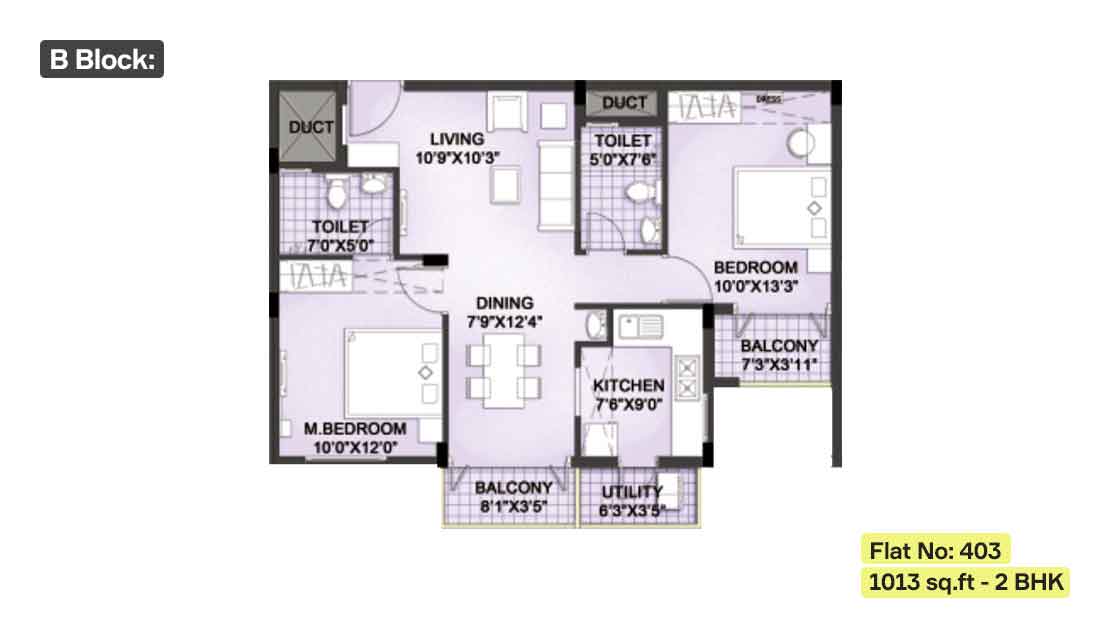 B Block:
DUCT
LIVING
10'9"X10'3"
DUCT
TOILET
5'0"X7'6"
DRESS
TOILET
7'0"X5'0"
BEDROOM
10'0"X13'3"
DINING
7'9"X12'4"
BALCONY
7'3"X3'11"
KITCHEN
7'6"X9'0"
M.BEDROOM
10'0"X12'0"
BALCONY
8'1"X3'5"
UTILITY
6'3"X3'5"
Flat No: 403
1013 sq.ft - 2 BHK